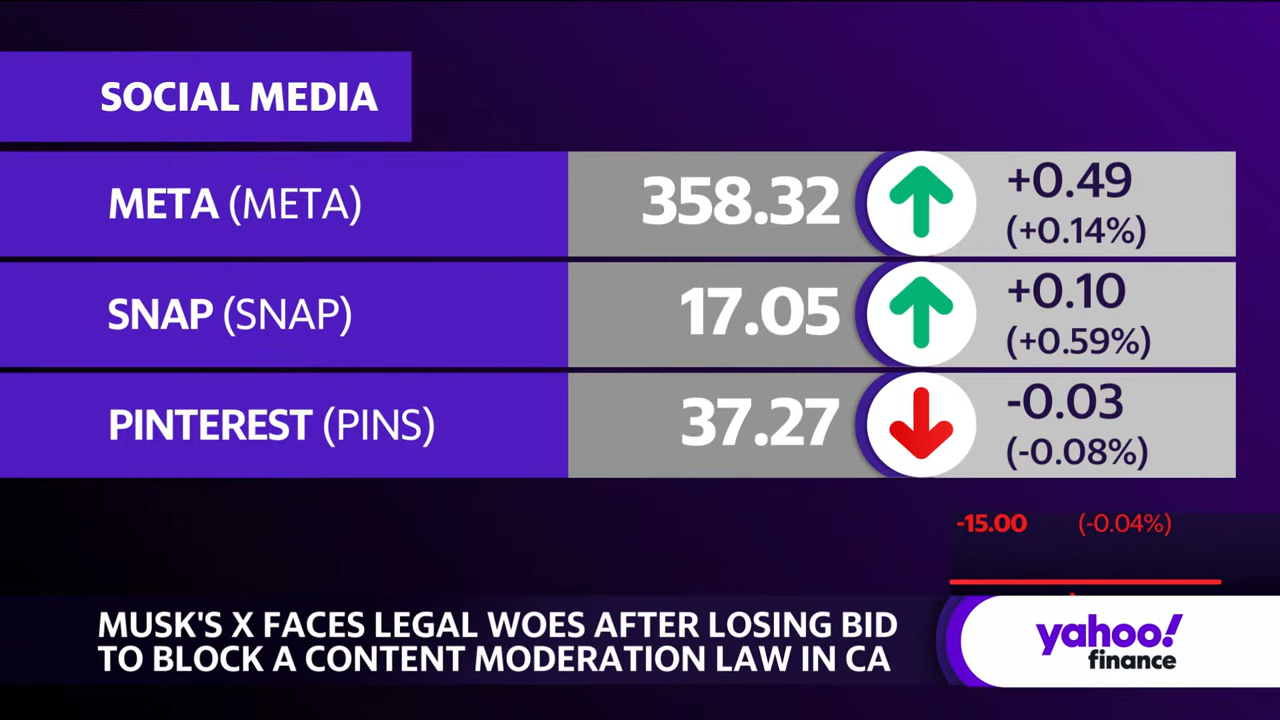 SOCIAL MEDIA
META (META) 358.32 +0.49
(+0.14%)
SNAP (SNAP) 17.05 +0.10
(+0.59%)
PINTEREST (PINS) 37.27 -0.03
(-0.08%)
-15.00 (-0.04%)
MUSK'S X FACES LEGAL WOES AFTER LOSING BID
TO BLOCK A CONTENT MODERATION LAW IN CA
yahoo!
finance